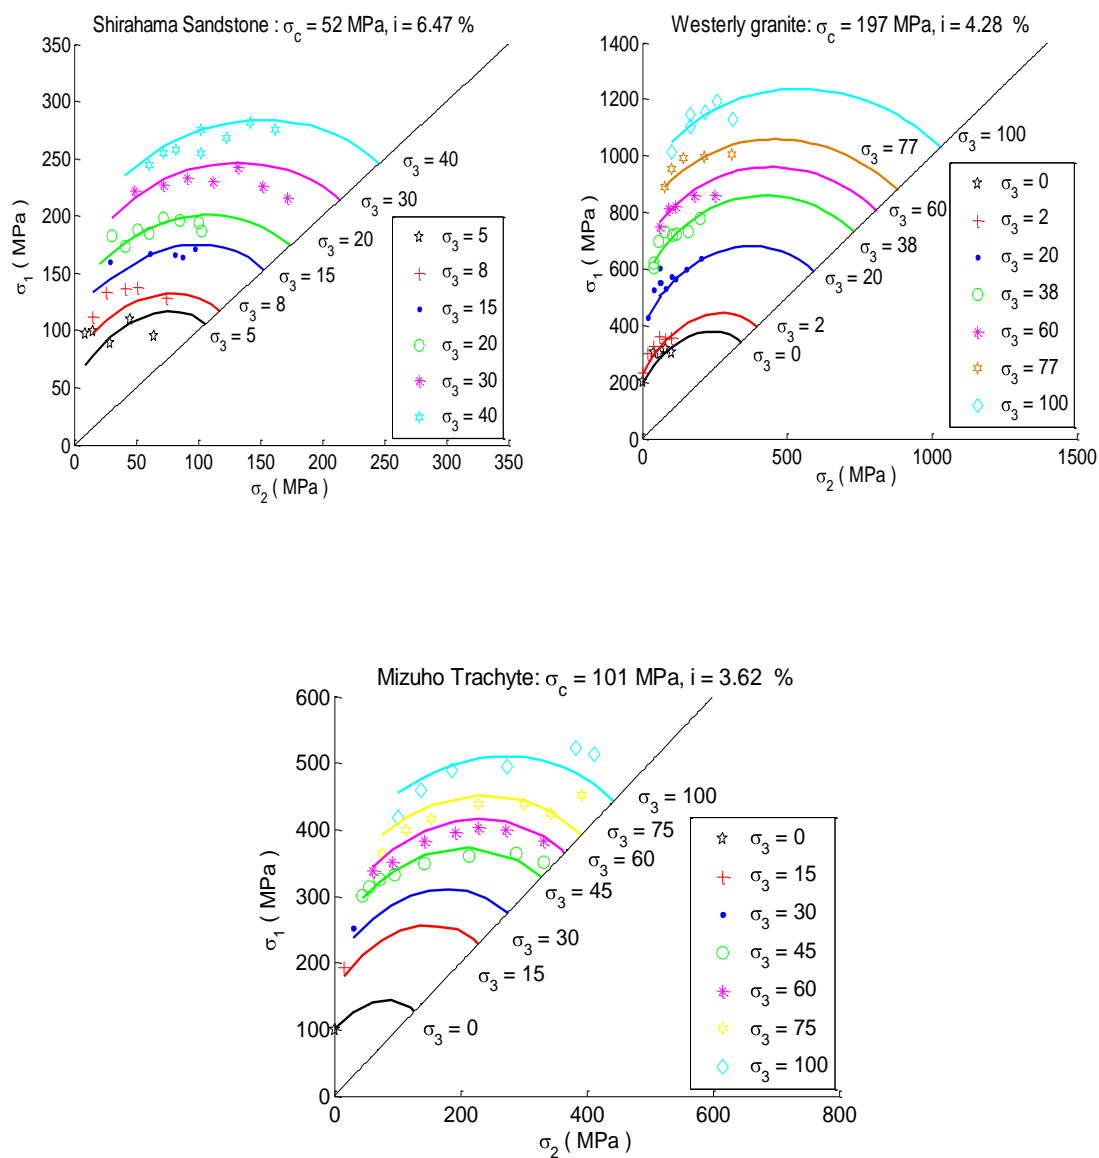 Shirahama Sandstone : σc = 52 MPa, i = 6.47 %
350
300
250
200
150
100
50
0
σ1 ( MPa)
0 50 100 150 200 250 300 350
σ2 ( MPa )
σ3 = 40
σ3 = 30
σ3 = 20
σ3 = 15
σ3 = 8
σ3 = 5
σ3 = 5
σ3 = 8
σ3 = 15
σ3 = 20
σ3 = 30
σ3 = 40
Westerly granite: σc = 197 MPa, i = 4.28 %
1400
1200
1000
800
600
400
200
0
σ1 ( MPa)
0 500 1000 1500
σ2 ( MPa )
σ3 = 100
σ3 = 77
σ3 = 60
σ3 = 38
σ3 = 20
σ3 = 2
σ3 = 0
σ3 = 0
σ3 = 2
σ3 = 20
σ3 = 38
σ3 = 60
σ3 = 77
σ3 = 100
Mizuho Trachyte: σc = 101 MPa, i = 3.62 %
600
500
400
300
200
100
0
σ1 ( MPa)
0 200 400 600 800
σ2 ( MPa )
σ3 = 100
σ3 = 75
σ3 = 60
σ3 = 45
σ3 = 30
σ3 = 15
σ3 = 0
σ3 = 0
σ3 = 15
σ3 = 30
σ3 = 45
σ3 = 60
σ3 = 75
σ3 = 100